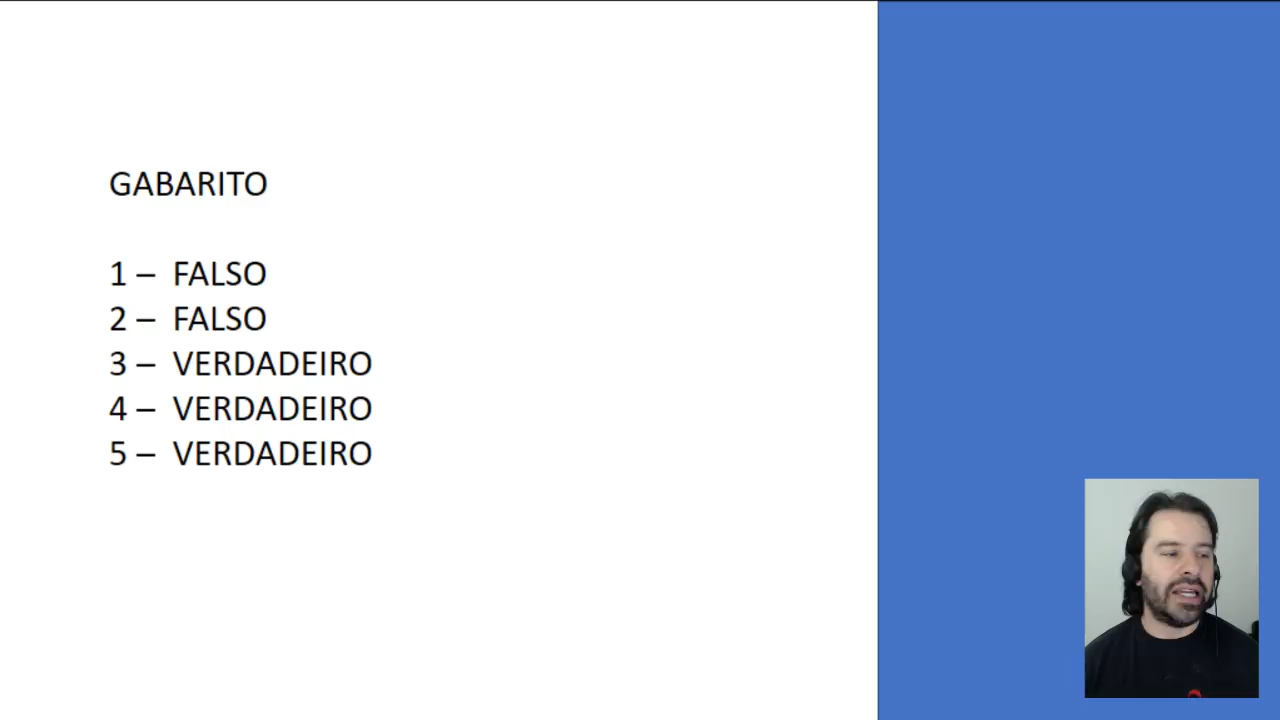 GABARITO
1 – FALSO
2 – FALSO
3 – VERDADEIRO
4 – VERDADEIRO
5 – VERDADEIRO